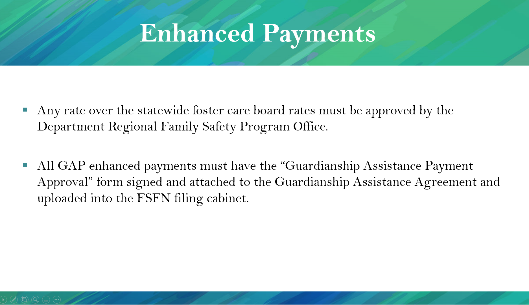 Enhanced Payments
Any rate over the statewide foster care board rates must be approved by the
Department Regional Family Safety Program Office.
All GAP enhanced payments must have the “Guardianship Assistance Payment
Approval” form signed and attached to the Guardianship Assistance Agreement and
uploaded into the FSFN filing cabinet.